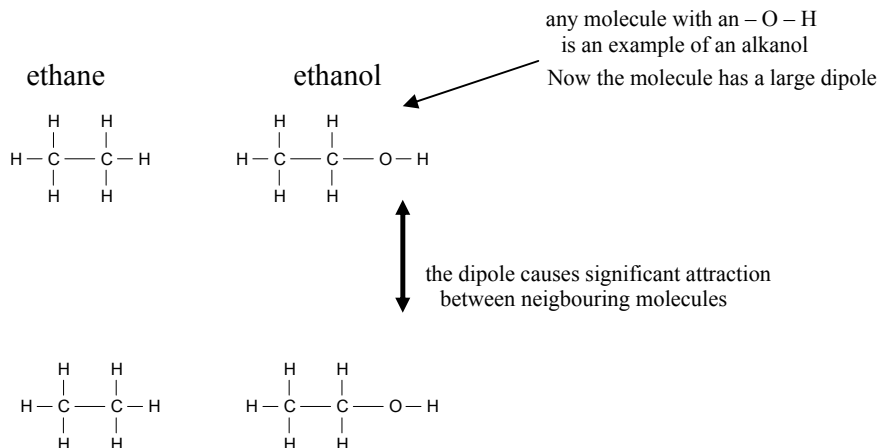 any molecule with an – O – H
is an example of an alkanol
ethane ethanol Now the molecule has a large dipole
H H H H
H – C – C – H H – C – C – O – H
H H H H
the dipole causes significant attraction
between neigbouring molecules
H H H H
H – C – C – H H – C – C – O – H
H H H H